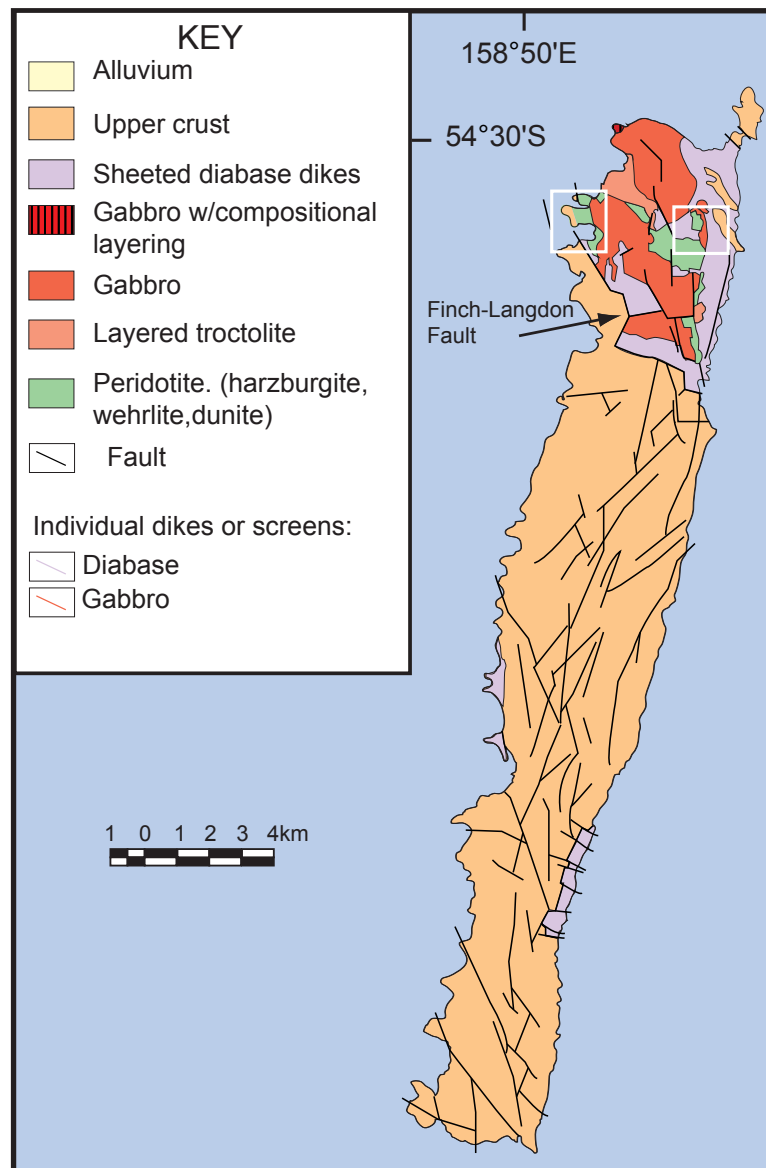 KEY
Alluvium
Upper crust
Sheeted diabase dikes
Gabbro w/compositional
layering
Gabbro
Layered troctolite
Peridotite. (harzburgite,
wehrlite,dunite)
Fault
Individual dikes or screens:
Diabase
Gabbro
158°50'E
54°30'S
Finch-Langdon
Fault
1 0 1 2 3 4km